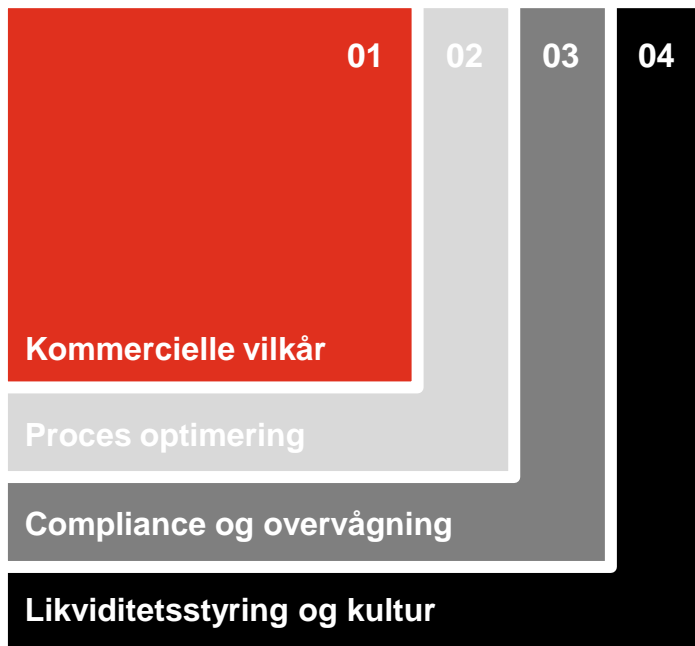 01 02 03 04
Kommercielle vilkår
Proces optimering
Compliance og overvågning
Likviditetsstyring og kultur